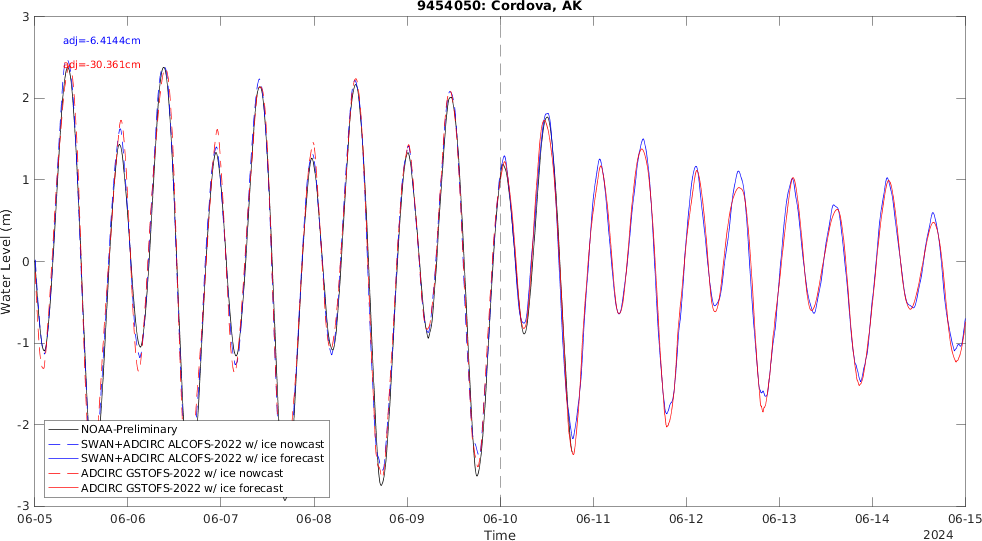 9454050: Cordova, AK
Water Level (m)
3
2
1
0
-1
-2
-3
adj=-6.4144cm
adj=-30.361cm
NOAA-Preliminary
SWAN+ADCIRC ALCOFS-2022 w/ ice nowcast
SWAN+ADCIRC ALCOFS-2022 w/ ice forecast
ADCIRC GSTOFS-2022 w/ ice nowcast
ADCIRC GSTOFS-2022 w/ ice forecast
06-05 06-06 06-07 06-08 06-09 06-10 06-11 06-12 06-13 06-14 06-15
Time
2024